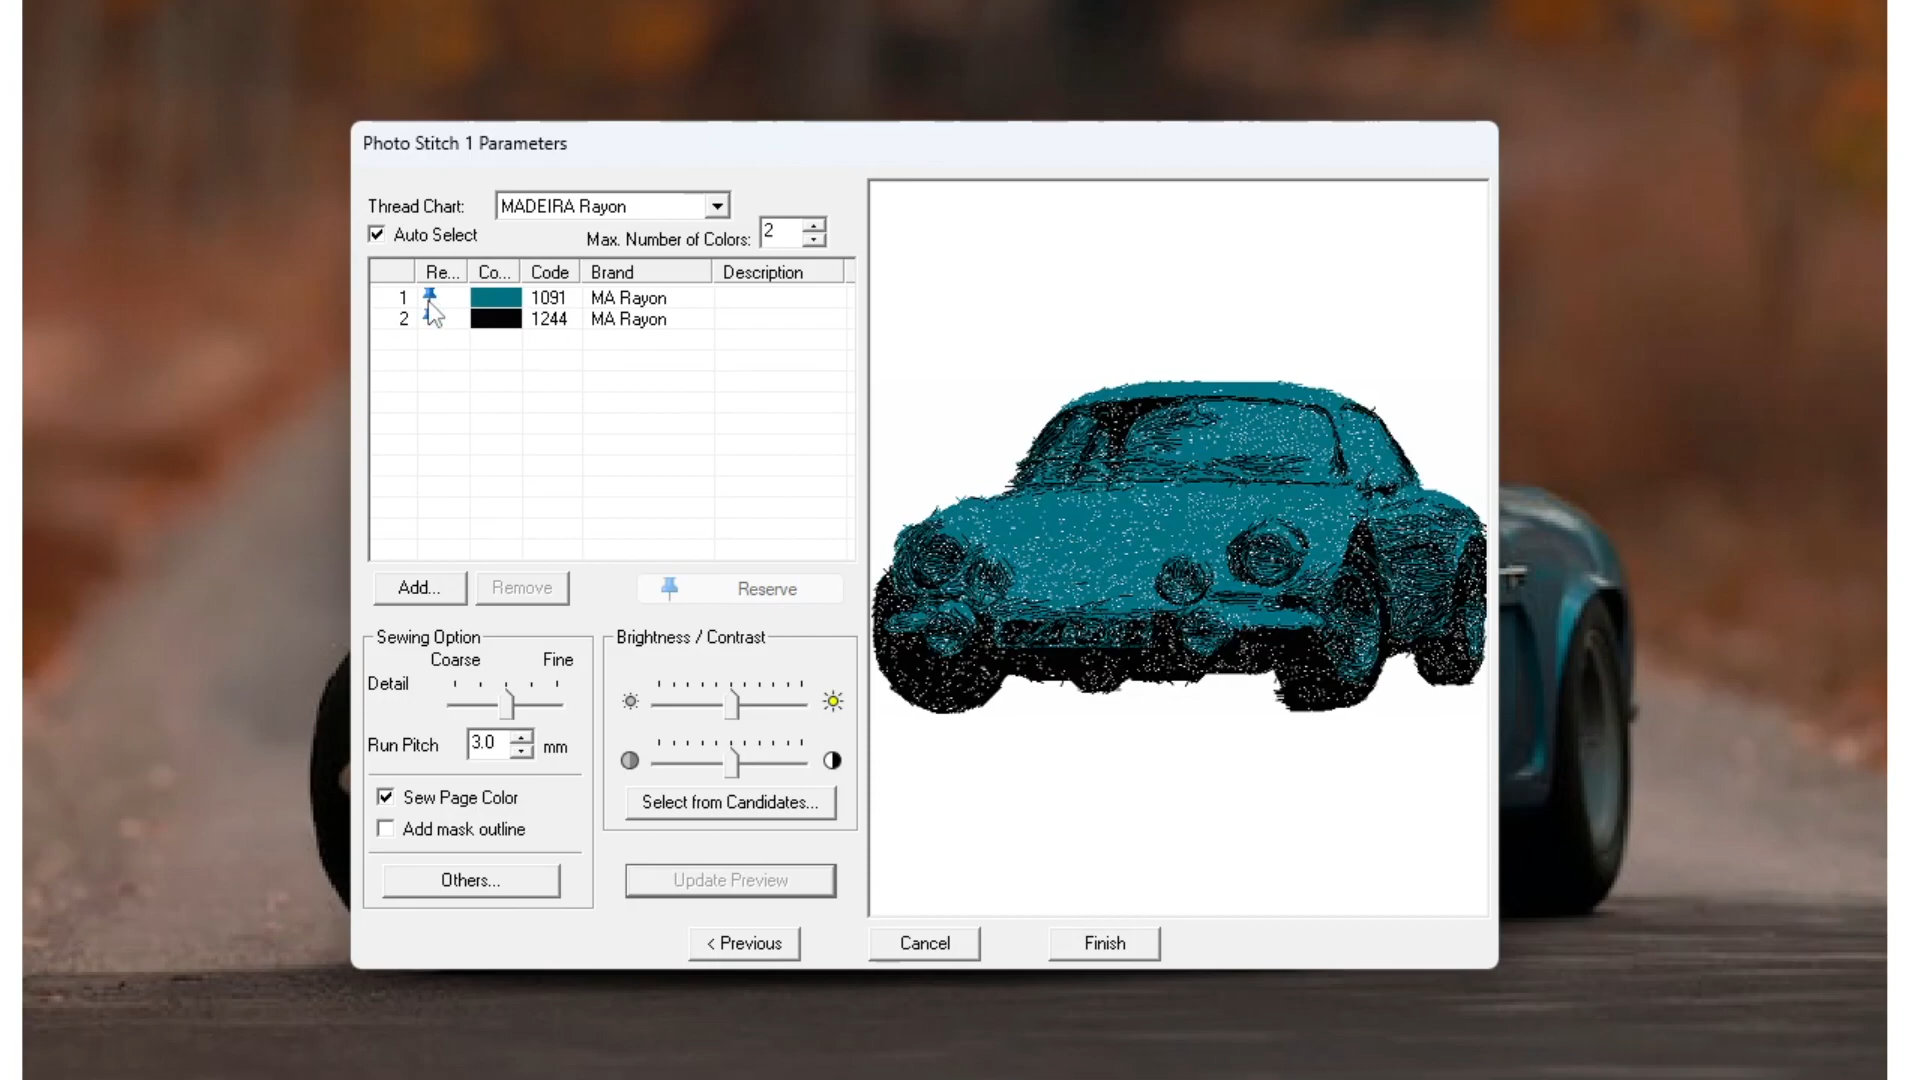 Photo Stitch 1 Parameters
Thread Chart: MADEIRA Rayon
Auto Select Max. Number of Colors: 2
Re... Co... Code Brand Description
1 1091 MA Rayon
2 1244 MA Rayon
Add... Remove Reserve
Sewing Option Brightness / Contrast
Coarse Fine
Detail
Run Pitch 3.0 mm
Select from Candidates...
Sew Page Color
Add mask outline
Others... Update Preview
< Previous Cancel Finish